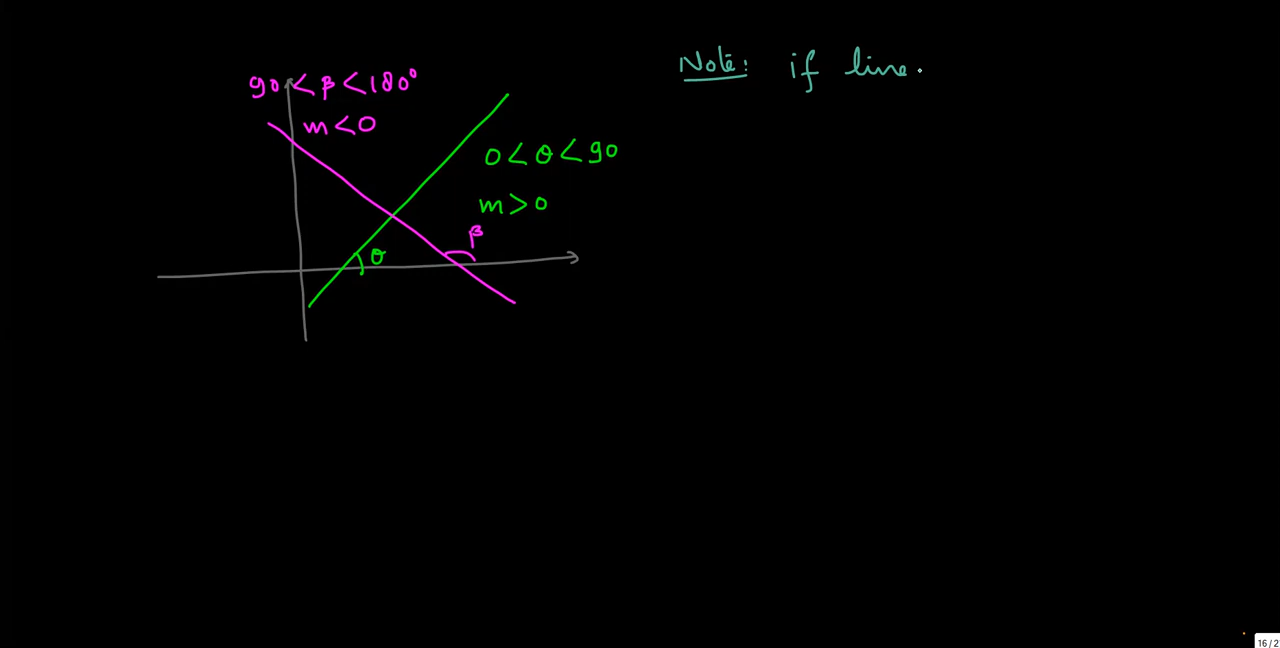 Note: if line
90 < β < 180°
m < 0
0 < θ < 90
m > 0
β
θ
16 / 2